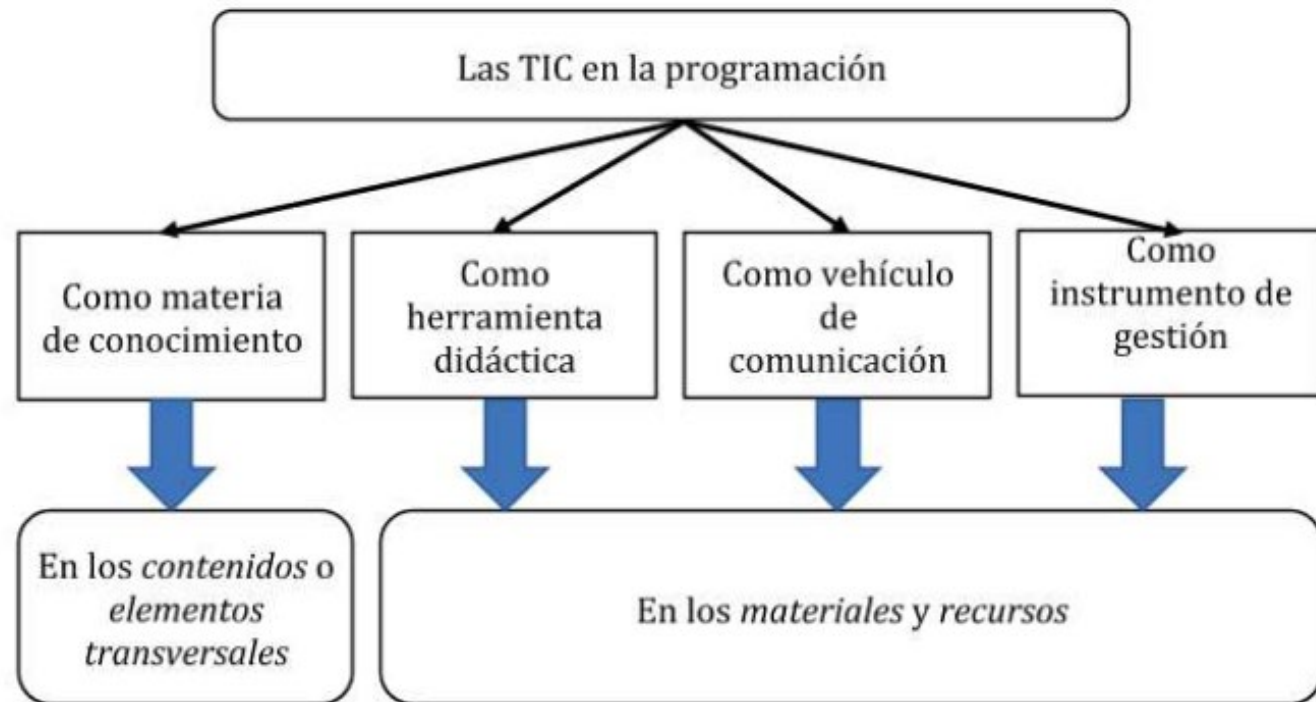 Las TIC en la programación
Como materia
de conocimiento
Como
herramienta
didáctica
Como vehículo
de
comunicación
Como
instrumento de
gestión
En los contenidos o
elementos
transversales
En los materiales y recursos